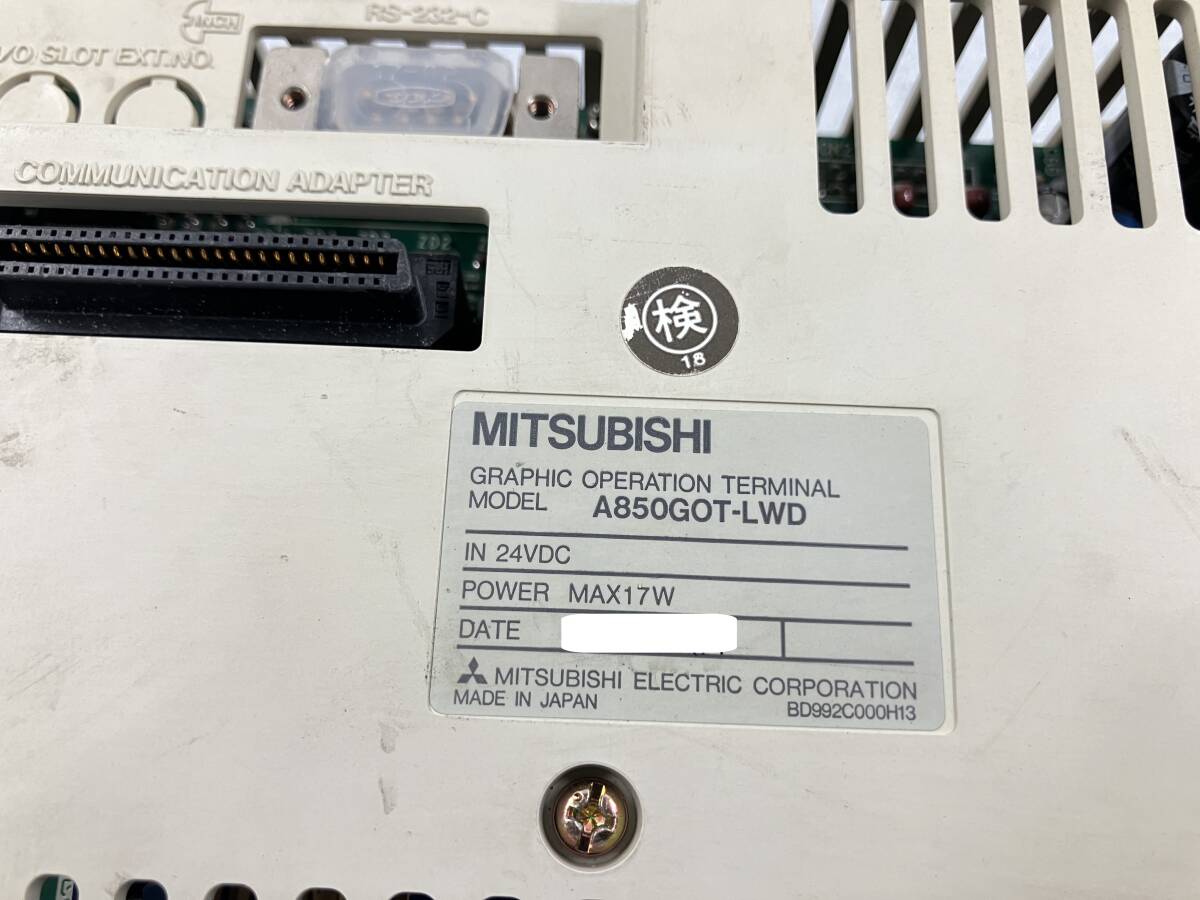 RS-232-C
I/O SLOT EXT.NO.
COMMUNICATION ADAPTER
7D2
検
18
MITSUBISHI
GRAPHIC OPERATION TERMINAL
MODEL A850GOT-LWD
IN 24VDC
POWER MAX17W
DATE
MITSUBISHI ELECTRIC CORPORATION
MADE IN JAPAN BD992C000H13